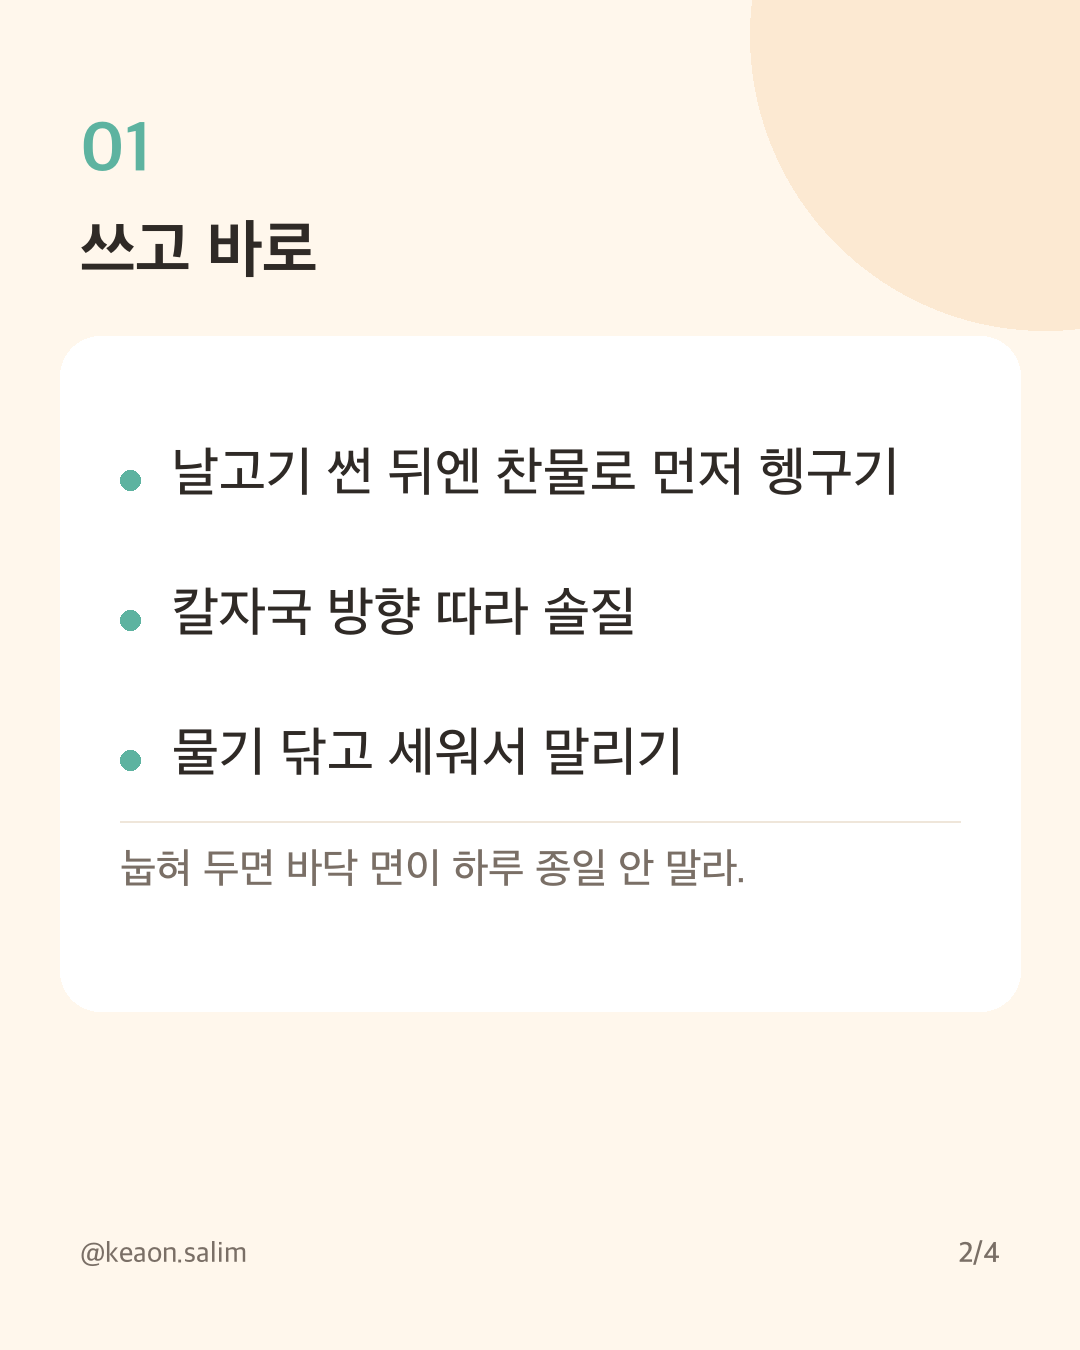 01
쓰고 바로
날고기 썬 뒤엔 찬물로 먼저 헹구기
칼자국 방향 따라 솔질
물기 닦고 세워서 말리기
눕혀 두면 바닥 면이 하루 종일 안 말라.
@keaon.salim
2/4